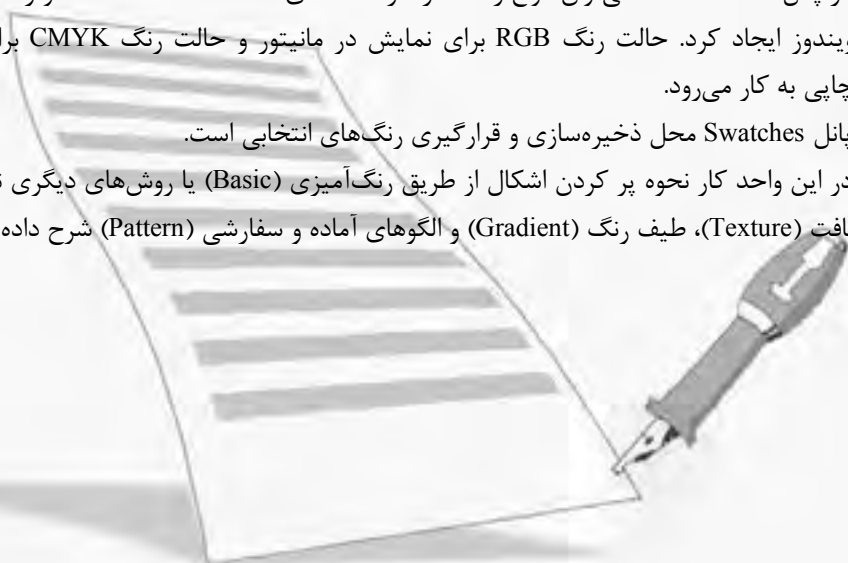 ویندوز ایجاد کرد. حالت رنگ RGB برای نمایش در مانیتور و حالت رنگ CMYK
چاپی به کار می‌رود.
پانل Swatches محل ذخیره‌سازی و قرارگیری رنگ‌های انتخابی است.
در این واحد کار نحوه پر کردن اشکال از طریق رنگ‌آمیزی (Basic) یا روش‌های دیگری
(Texture)، طیف رنگ (Gradient) و الگوهای آماده و سفارشی (Pattern) شرح داده